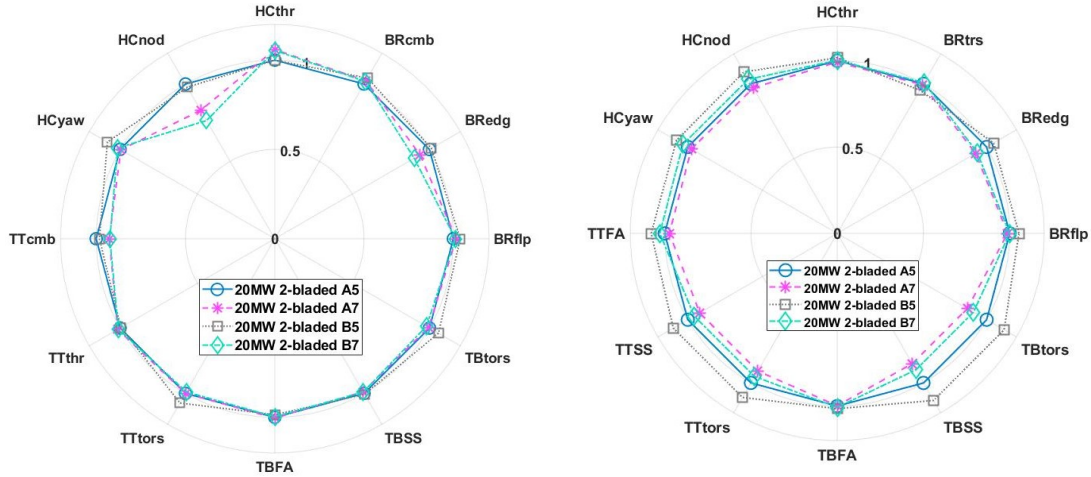 HCthr
HCnod
BRcmb
1
HCyaw
BRedg
0.5
TTcmb
0
BRflp
20MW 2-bladed A5
20MW 2-bladed A7
20MW 2-bladed B5
20MW 2-bladed B7
TTthr
TBtors
TTtors
TBSS
TBFA
HCthr
HCnod
BRtrs
1
HCyaw
BRedg
0.5
TTFA
0
BRflp
20MW 2-bladed A5
20MW 2-bladed A7
20MW 2-bladed B5
20MW 2-bladed B7
TTSS
TBtors
TTtors
TBSS
TBFA